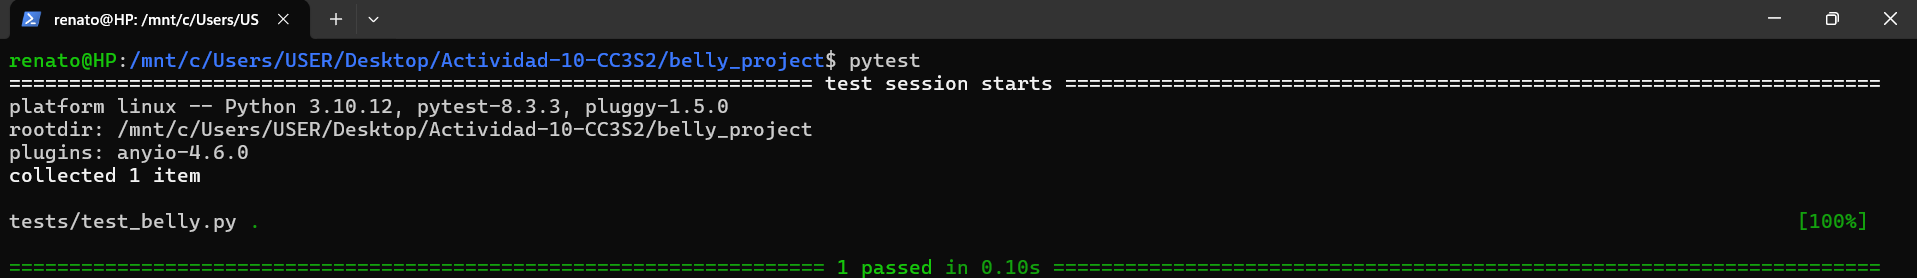 renato@HP: /mnt/c/Users/US
renato@HP:/mnt/c/Users/USER/Desktop/Actividad-10-CC3S2/belly_project$ pytest
=================================================================== test session starts ====================================================================
platform linux -- Python 3.10.12, pytest-8.3.3, pluggy-1.5.0
rootdir: /mnt/c/Users/USER/Desktop/Actividad-10-CC3S2/belly_project
plugins: anyio-4.6.0
collected 1 item
tests/test_belly.py . [100%]
==================================================================== 1 passed in 0.10s =====================================================================